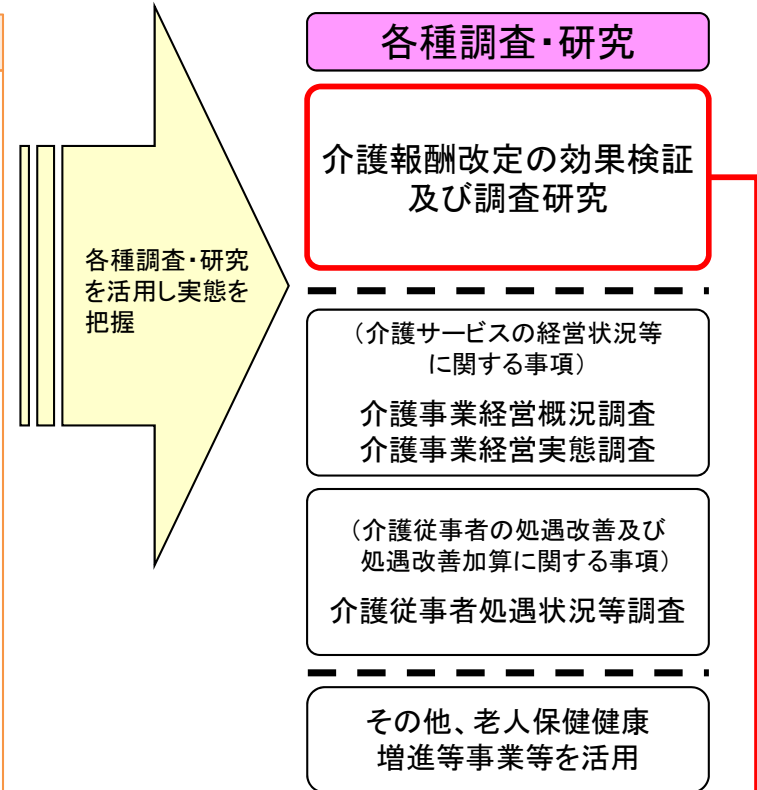 各種調査・研究
を活用し実態を
把握
各種調査・研究
介護報酬改定の効果検証
及び調査研究
（介護サービスの経営状況等
に関する事項）
介護事業経営概況調査
介護事業経営実態調査
（介護従事者の処遇改善及び
処遇改善加算に関する事項）
介護従事者処遇状況等調査
その他、老人保健健康
増進等事業等を活用